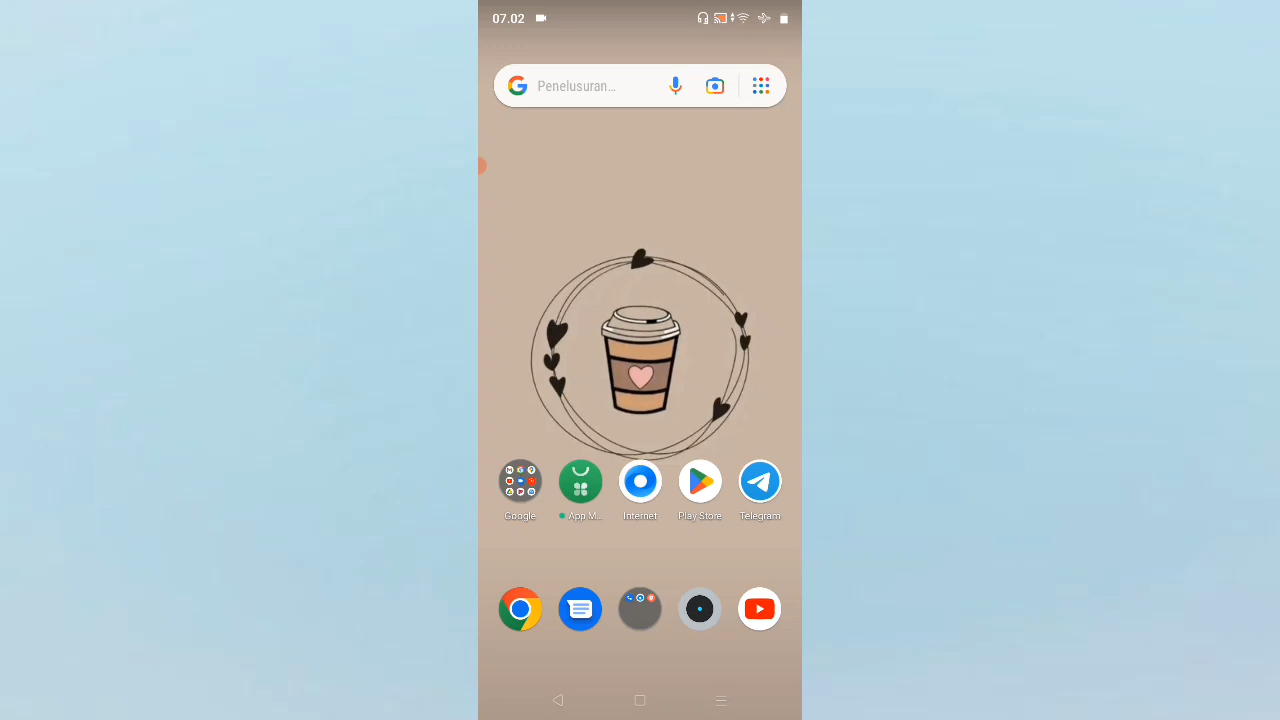 07.02
Penelusuran...
Google
App M...
Internet
Play Store
Telegram